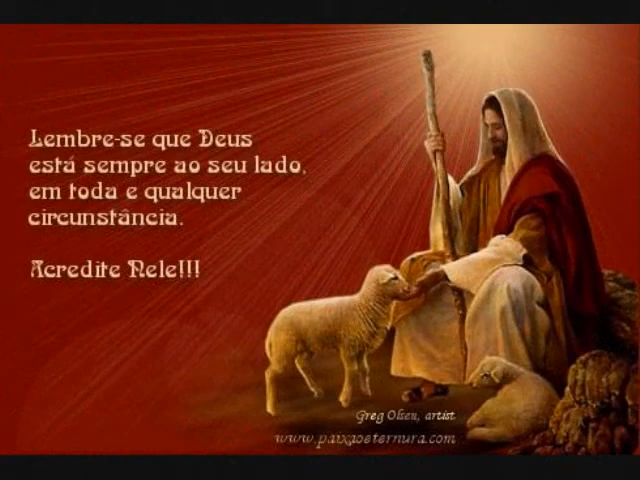 Lembre-se que Deus
está sempre ao seu lado,
em toda e qualquer
circunstância.
Acredite Nele!!!
Greg Olsen, artist
www.paixaoeternura.com